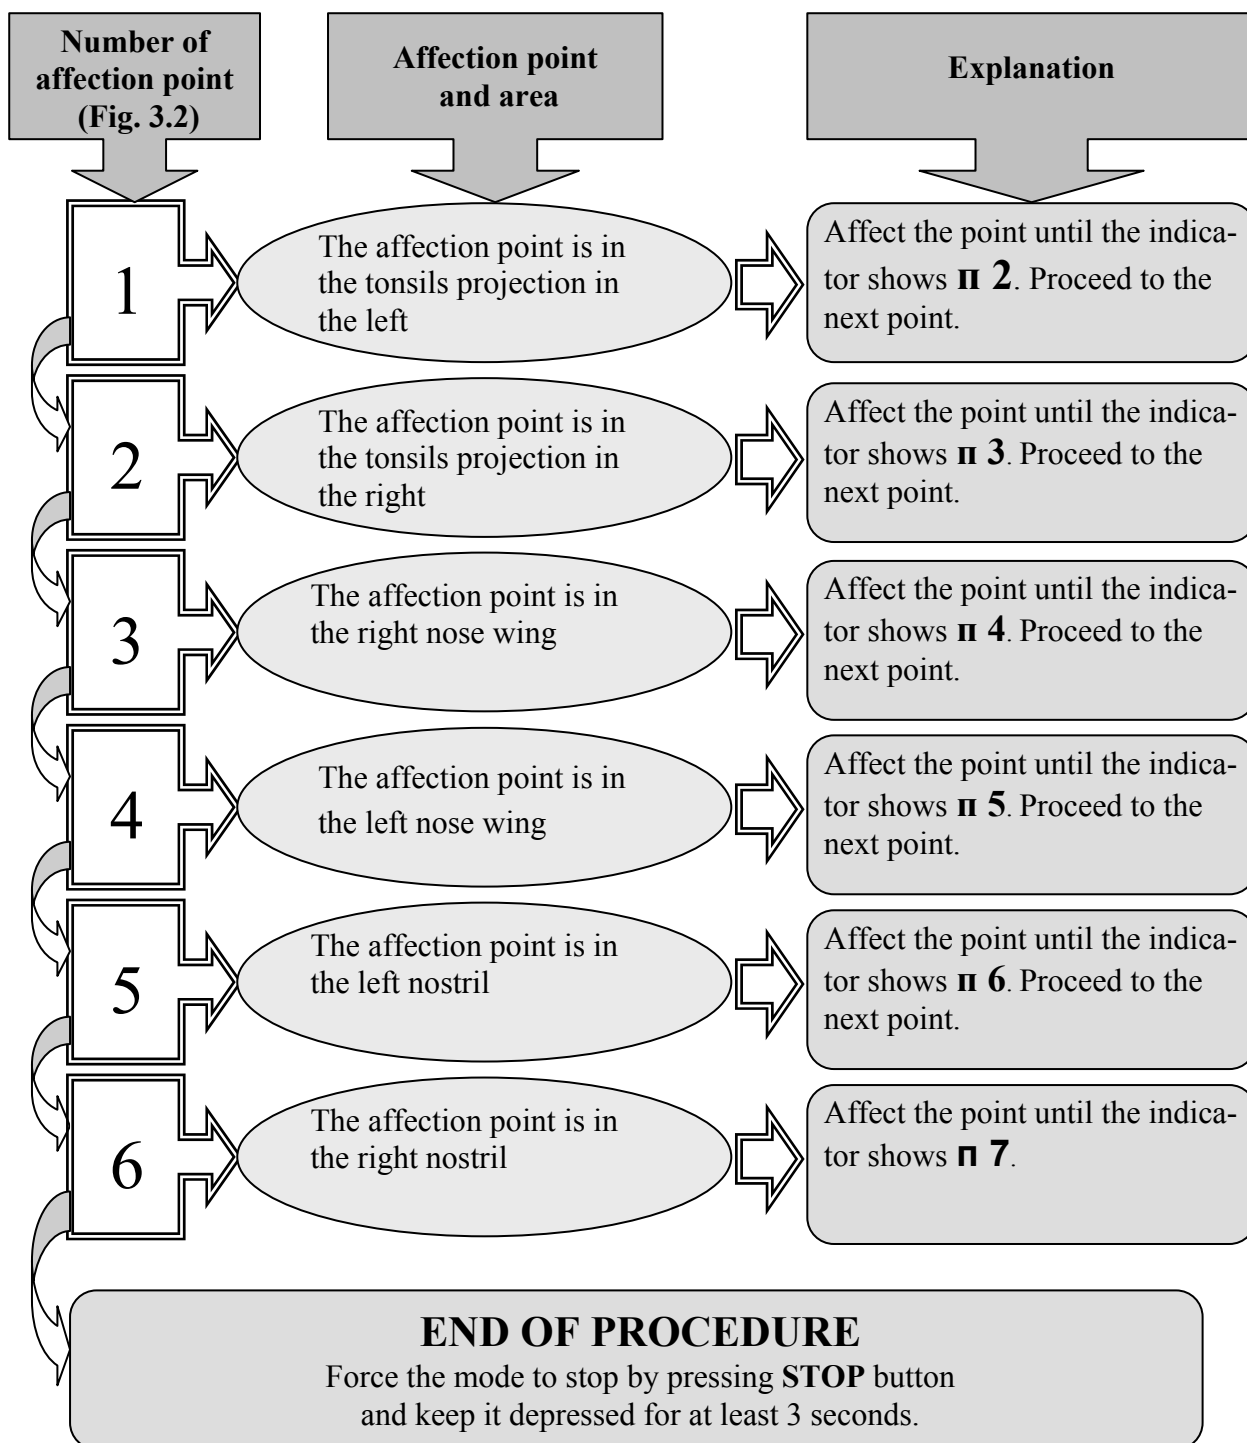 Number of
affection point
(Fig. 3.2)
Affection point
and area
Explanation
1
The affection point is in
the tonsils projection in
the left
Affect the point until the indica-
tor shows п 2. Proceed to the
next point.
2
The affection point is in
the tonsils projection in
the right
Affect the point until the indica-
tor shows п 3. Proceed to the
next point.
3
The affection point is in
the right nose wing
Affect the point until the indica-
tor shows п 4. Proceed to the
next point.
4
The affection point is in
the left nose wing
Affect the point until the indica-
tor shows п 5. Proceed to the
next point.
5
The affection point is in
the left nostril
Affect the point until the indica-
tor shows п 6. Proceed to the
next point.
6
The affection point is in
the right nostril
Affect the point until the indica-
tor shows п 7.
END OF PROCEDURE
Force the mode to stop by pressing STOP button
and keep it depressed for at least 3 seconds.